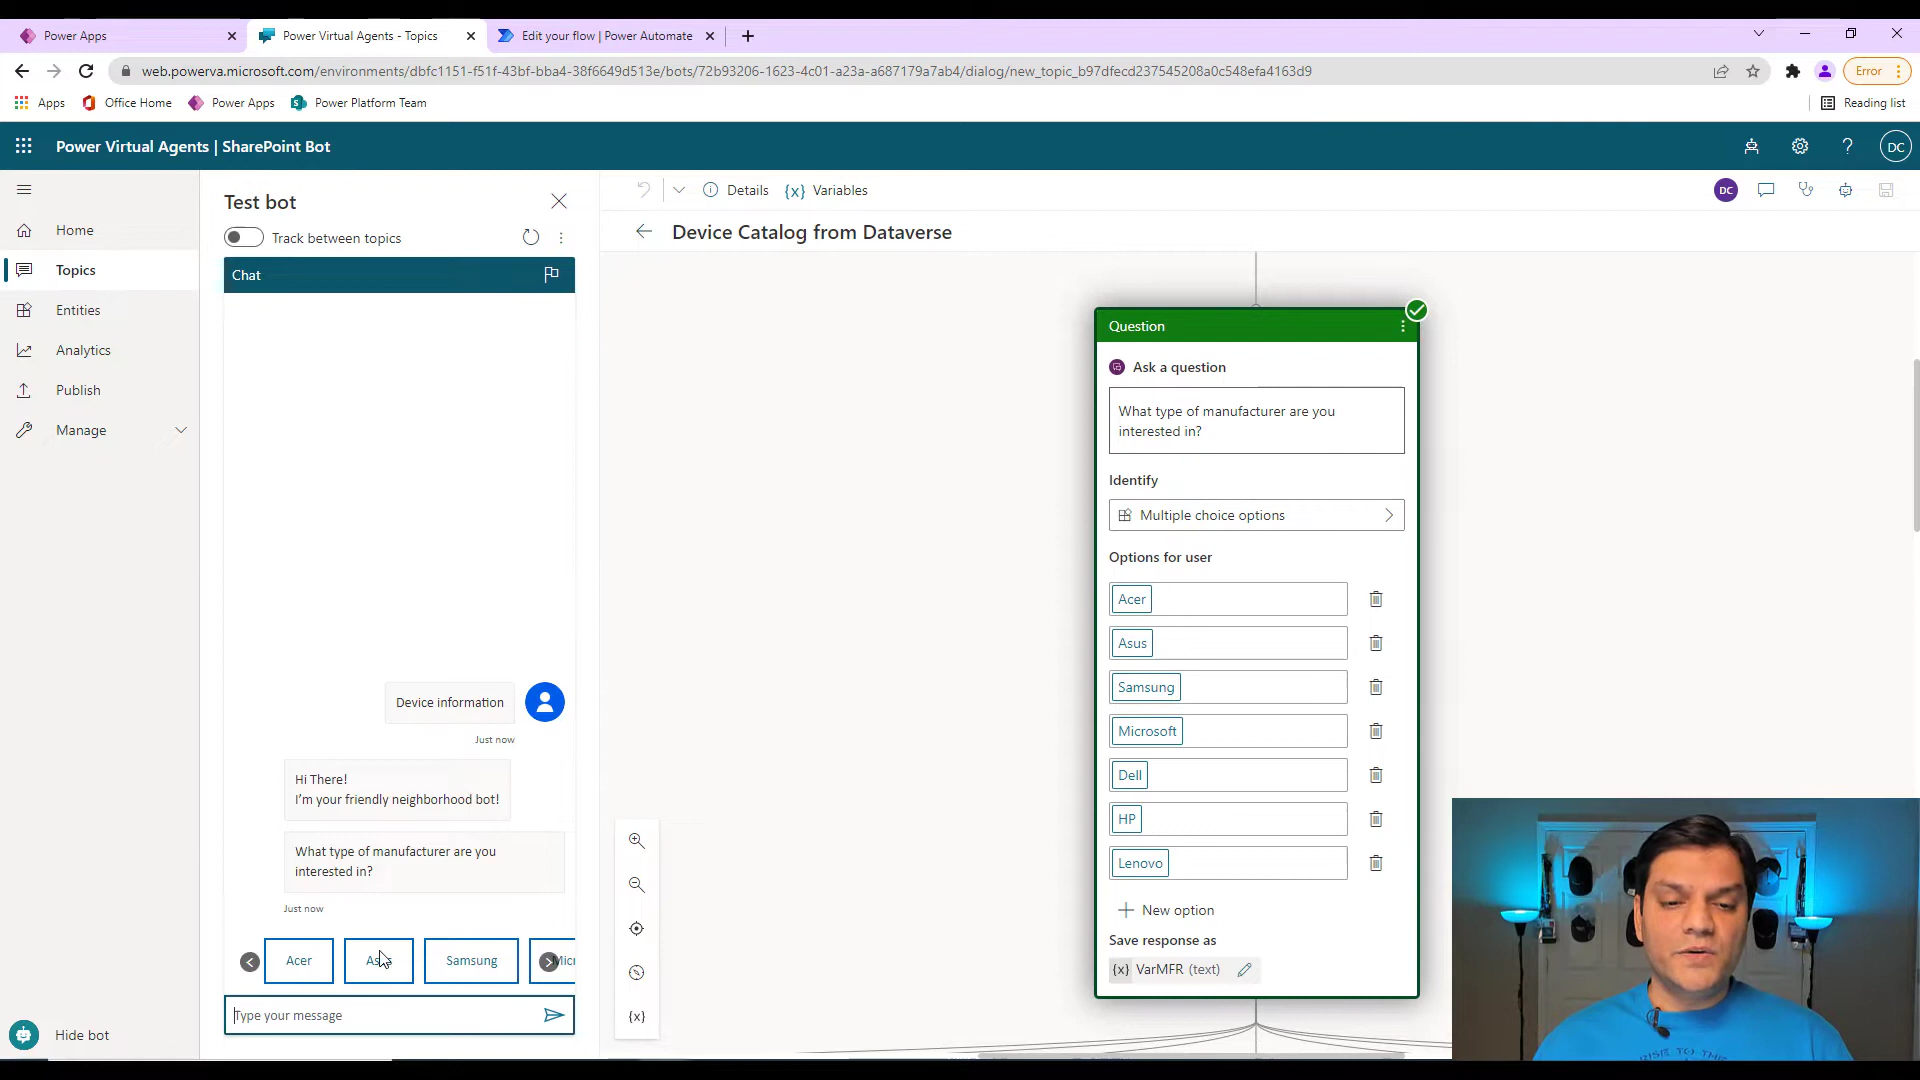 Power Apps
Power Virtual Agents - Topics
Edit your flow | Power Automate
web.powerva.microsoft.com/environments/dbfc1151-f51f-43bf-bba4-38f6649d513e/bots/72b93206-1623-4c01-a23a-a687179a7ab4/dialog/new_topic_b97dfecd237545208a0c548efa4163d9
Error
Apps
Office Home
Power Apps
Power Platform Team
Reading list
Power Virtual Agents | SharePoint Bot
DC
Home
Topics
Entities
Analytics
Publish
Manage
Hide bot
Test bot
Track between topics
Chat
Device information
Just now
Hi There!
I'm your friendly neighborhood bot!
What type of manufacturer are you
interested in?
Just now
Acer
Samsung
Type your message
Details
{x} Variables
DC
Device Catalog from Dataverse
{x}
Question
Ask a question
What type of manufacturer are you
interested in?
Identify
Multiple choice options
Options for user
Acer
Asus
Samsung
Microsoft
Dell
HP
Lenovo
New option
Save response as
{x} VarMFR (text)